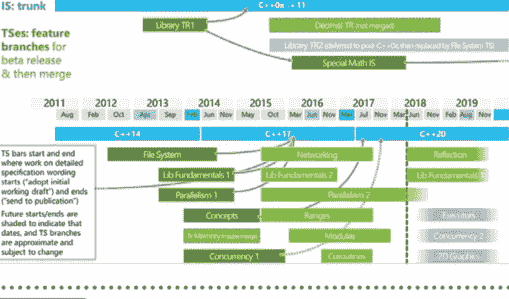 IS: trunk
C++0x → 11
TSes: feature
branches for
beta release
& then merge
Library TR1
Decimal TR (not merged)
Library TR2 (deferred to post C++0x, then replaced by File System TS)
Special Math IS
2011 2012 2013 2014 2015 2016 2017 2018 2019
Aug Feb Oct Apr Sep Feb Jun Nov May Oct Mar Jun Nov Mar Jul Nov Jun Nov Aug
C++14 C++17 C++20
TS bars start and end
where work on detailed
specification wording
starts ("adopt initial
working draft") and ends
("send to publication")
Future starts/ends are
shaded to indicate that
dates, and TS branches
are approximate and
subject to change
File System Networking Reflection
Lib Fundamentals 1 Lib Fundamentals 2 Lib Fundamentals
Parallelism 1 Parallelism 2
Concepts Ranges Executors
Modules Concurrency 2
Concurrency 1 Coroutines 2D Graphics